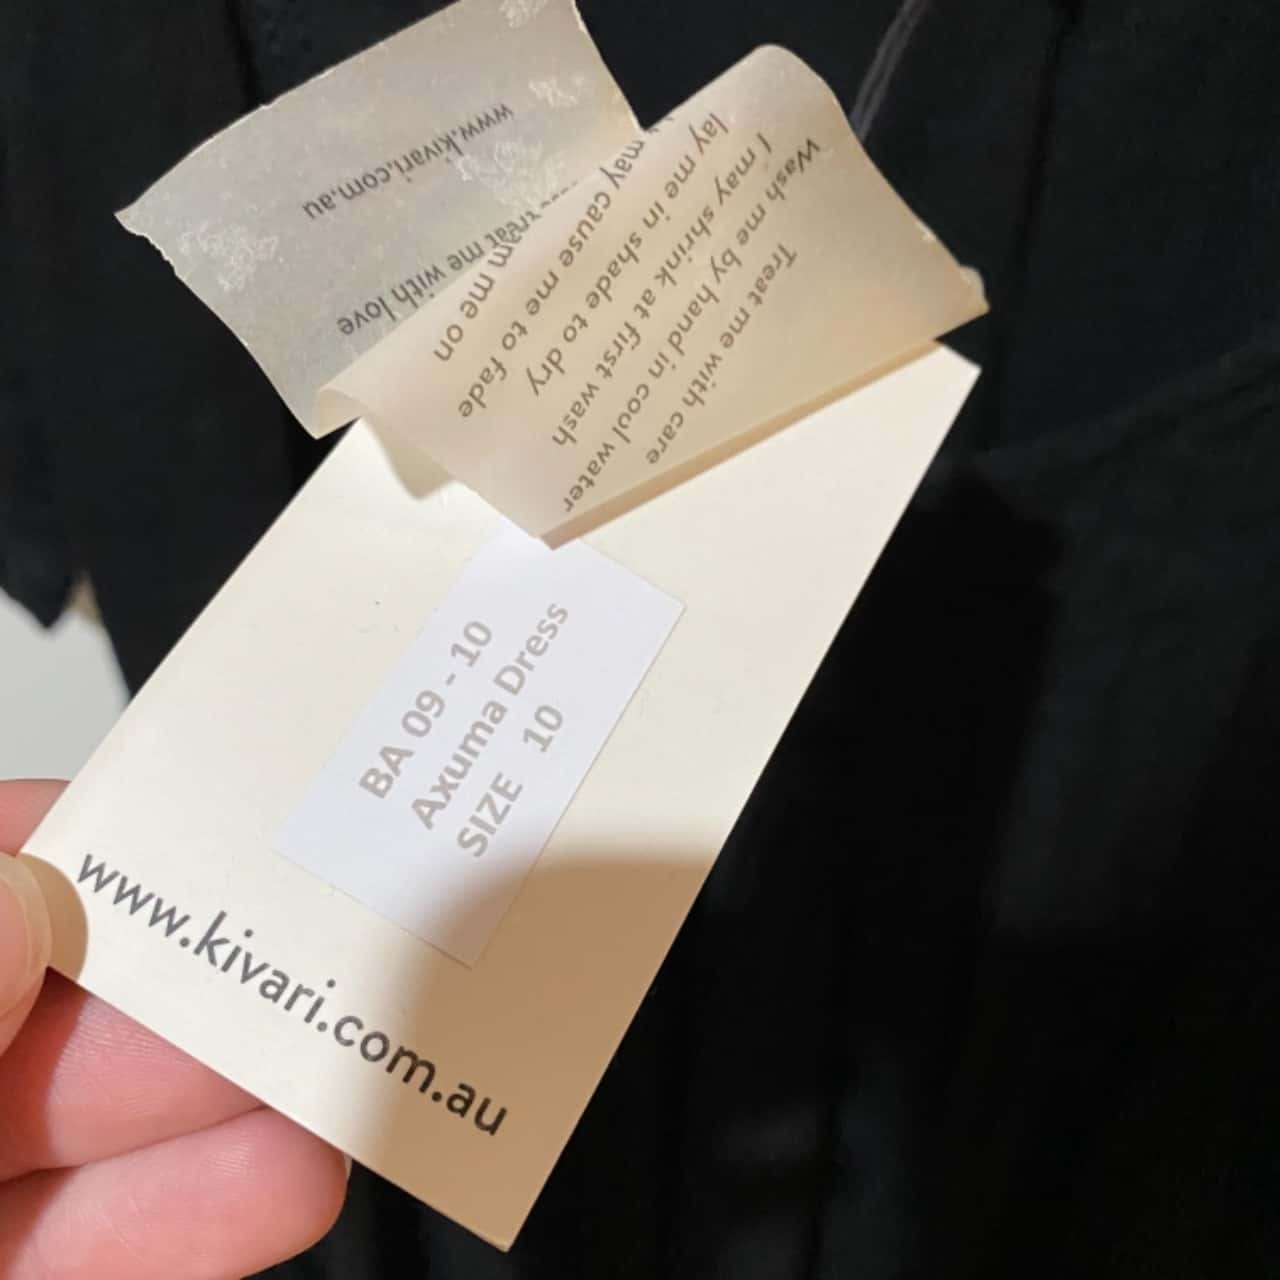 Treat me with care
Wash me by hand in cool water
I may shrink at first wash
lay me in shade to dry
may cause me to fade
me on
treat me with love
www.kivari.com.au
BA 09 - 10
Axuma Dress
SIZE 10
www.kivari.com.au